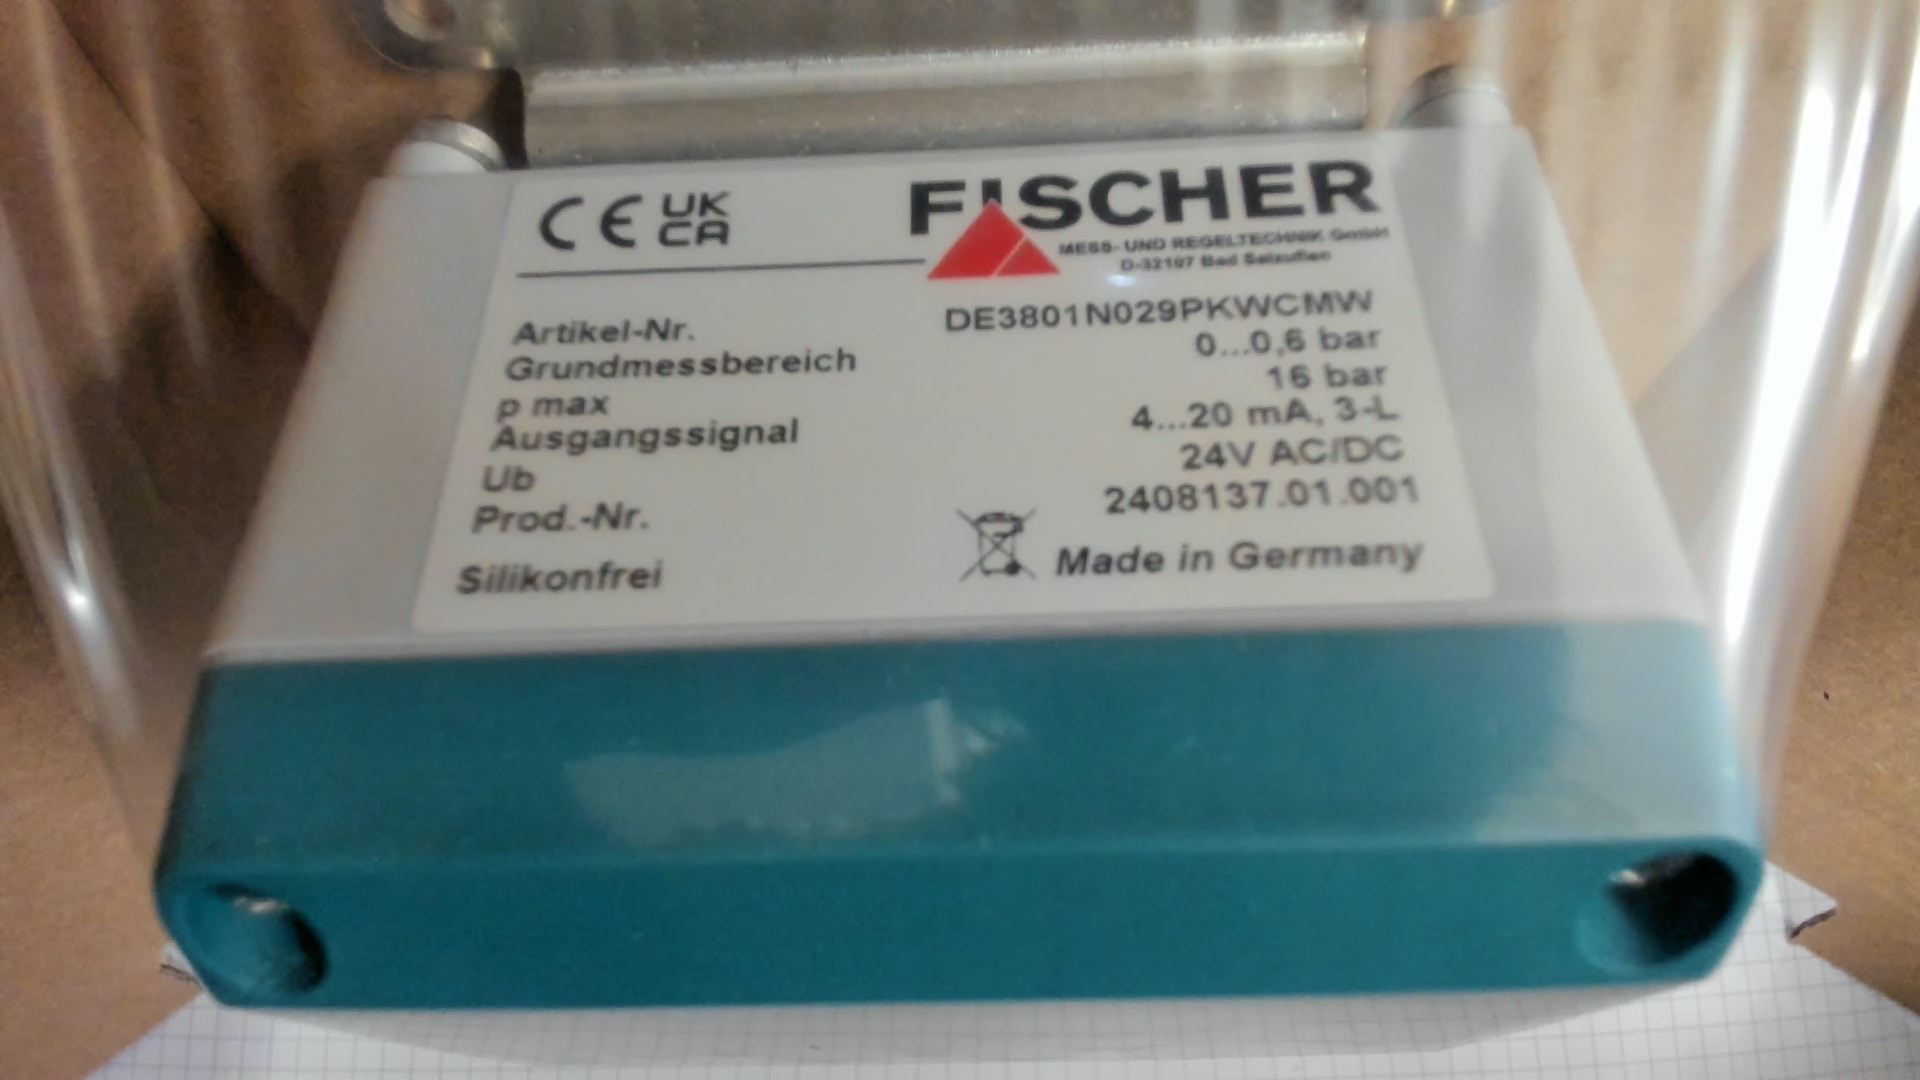 CE UK CA
FISCHER
MESS- UND REGELTECHNIK GmbH
D-32107 Bad Salzuflen
Artikel-Nr. DE3801N029PKWCMW
Grundmessbereich 0...0,6 bar
p max 16 bar
Ausgangssignal 4...20 mA, 3-L
Ub 24V AC/DC
Prod.-Nr. 2408137.01.001
Silikonfrei Made in Germany